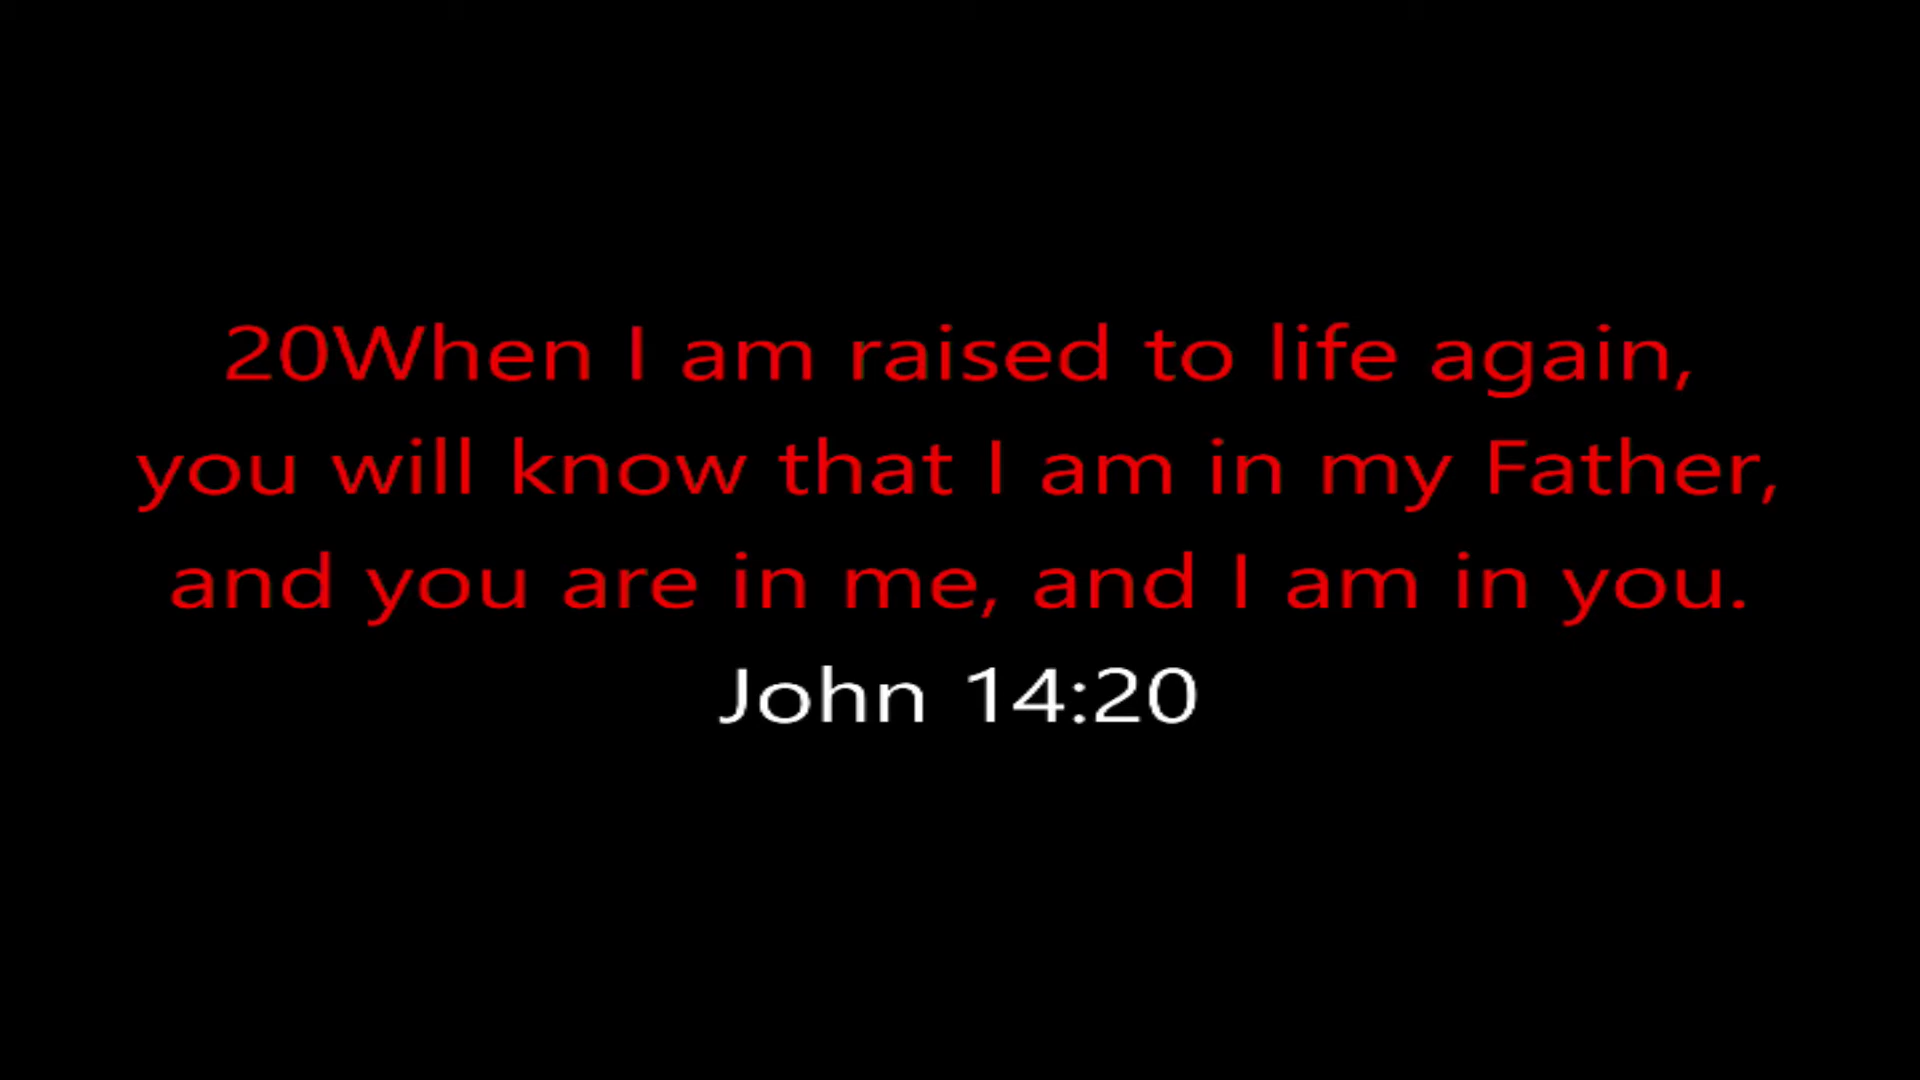 20When I am raised to life again,
you will know that I am in my Father,
and you are in me, and I am in you.
John 14:20